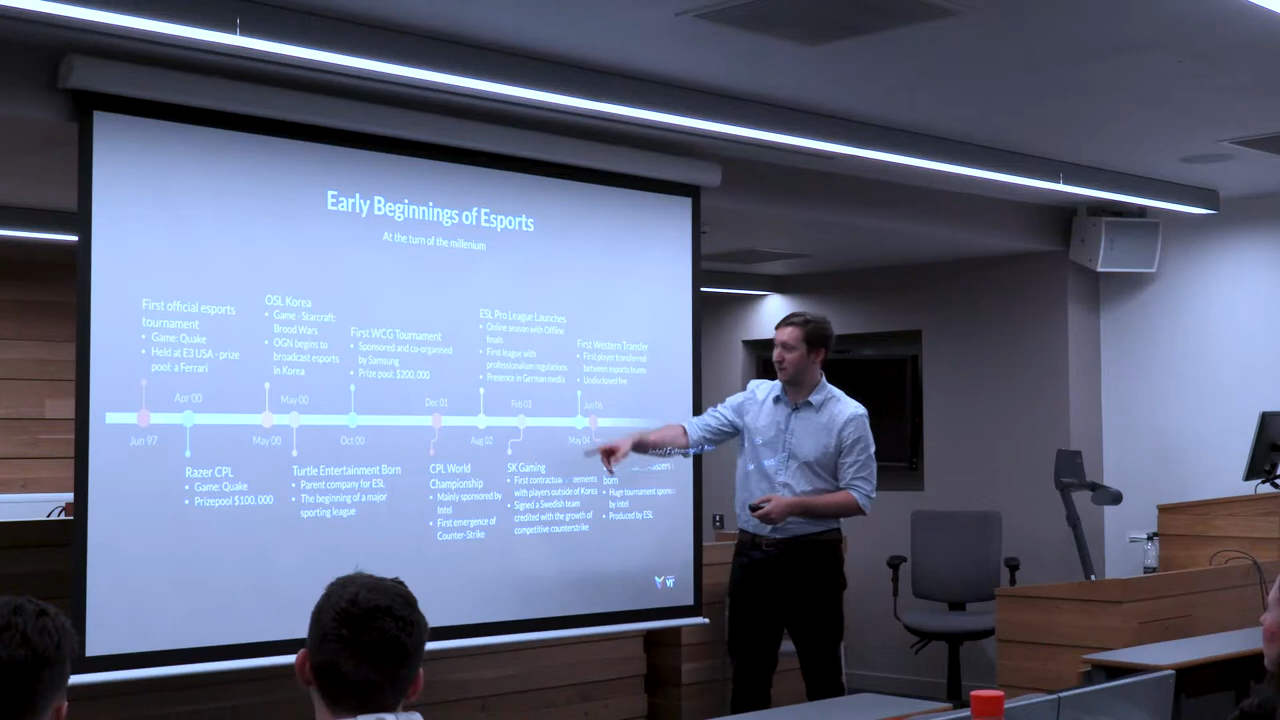 Early Beginnings of Esports
At the turn of the millenium
First official esports
tournament
• Game: Quake
• Held at E3 USA - prize
pool: a Ferrari
OSL Korea
• Game - Starcraft:
Brood Wars
• OGN begins to
broadcast esports
in Korea
First WCG Tournament
• Sponsored and co-organised
by Samsung
• Prize pool: $200,000
ESL Pro League Launches
• Online season with Offline
finals
• First league with
professionalism regulations
• Presence in German media
First Western Transfer
• First player transferred
between esports teams
• Undisclosed fee
Apr 00
May 00
Dec 01
Feb 03
Jun 06
Jun 97
May 00
Oct 00
Aug 02
May 04
Razer CPL
• Game: Quake
• Prizepool $100,000
Turtle Entertainment Born
• Parent company for ESL
• The beginning of a major
sporting league
CPL World
Championship
• Mainly sponsored by
Intel
• First emergence of
Counter-Strike
SK Gaming
• First contractual
with players outside of Korea
• Signed a Swedish team
credited with the growth of
competitive counterstrike
Intel
born
• Huge tournament
by intel
• Produced by ESL